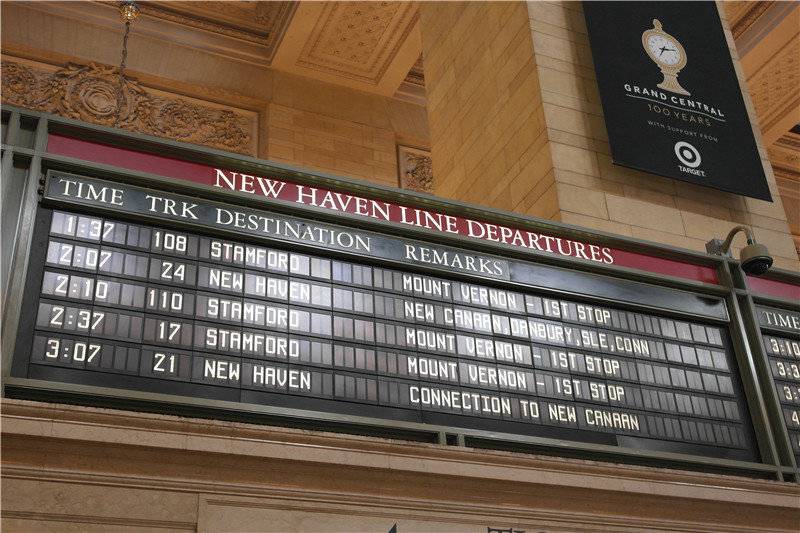 GRAND CENTRAL
100 YEARS
WITH SUPPORT FROM
TARGET.
NEW HAVEN LINE DEPARTURES
TIME TRK DESTINATION REMARKS
1:37 108 STAMFORD MOUNT VERNON - 1ST STOP
2:07 24 NEW HAVEN NEW CANAAN,DANBURY,SLE,CONN
2:10 110 STAMFORD MOUNT VERNON - 1ST STOP
2:37 17 STAMFORD MOUNT VERNON - 1ST STOP
3:07 21 NEW HAVEN CONNECTION TO NEW CANAAN
TIME
3:10